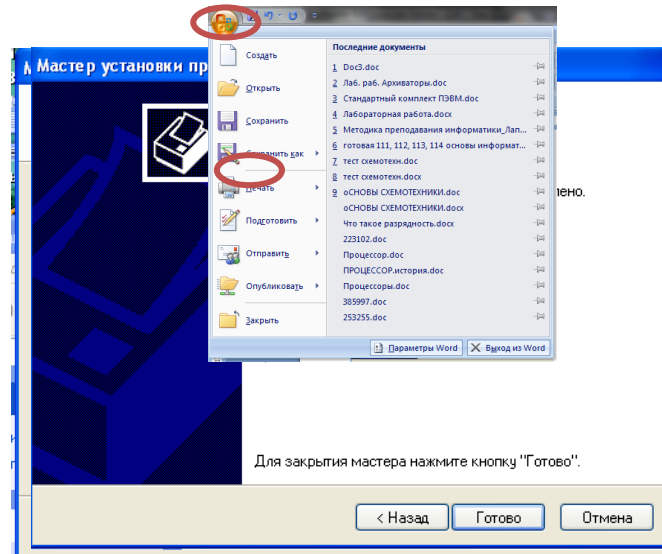 Мастер установки пр
Создать
Открыть
Сохранить
Сохранить как
Печать
Подготовить
Отправить
Опубликовать
Закрыть
Последние документы
1 Doc3.doc
2 Лаб. раб. Архиваторы.doc
3 Стандартный комплект ПЭВМ.doc
4 Лабораторная работа.docx
5 Методика преподавания информатики_Лап...
6 готовая 111, 112, 113, 114 основы информат...
7 тест схемотехн.doc
8 тест схемотехн.docx
9 оСНОВЫ СХЕМОТЕХНИКИ.doc
оСНОВЫ СХЕМОТЕХНИКИ.docx
Что такое разрядность.docx
223102.doc
Процессор.doc
ПРОЦЕССОР.история.doc
Процессоры.doc
385997.doc
253255.doc
Параметры Word
Выход из Word
лено.
Для закрытия мастера нажмите кнопку "Готово".
< Назад
Готово
Отмена